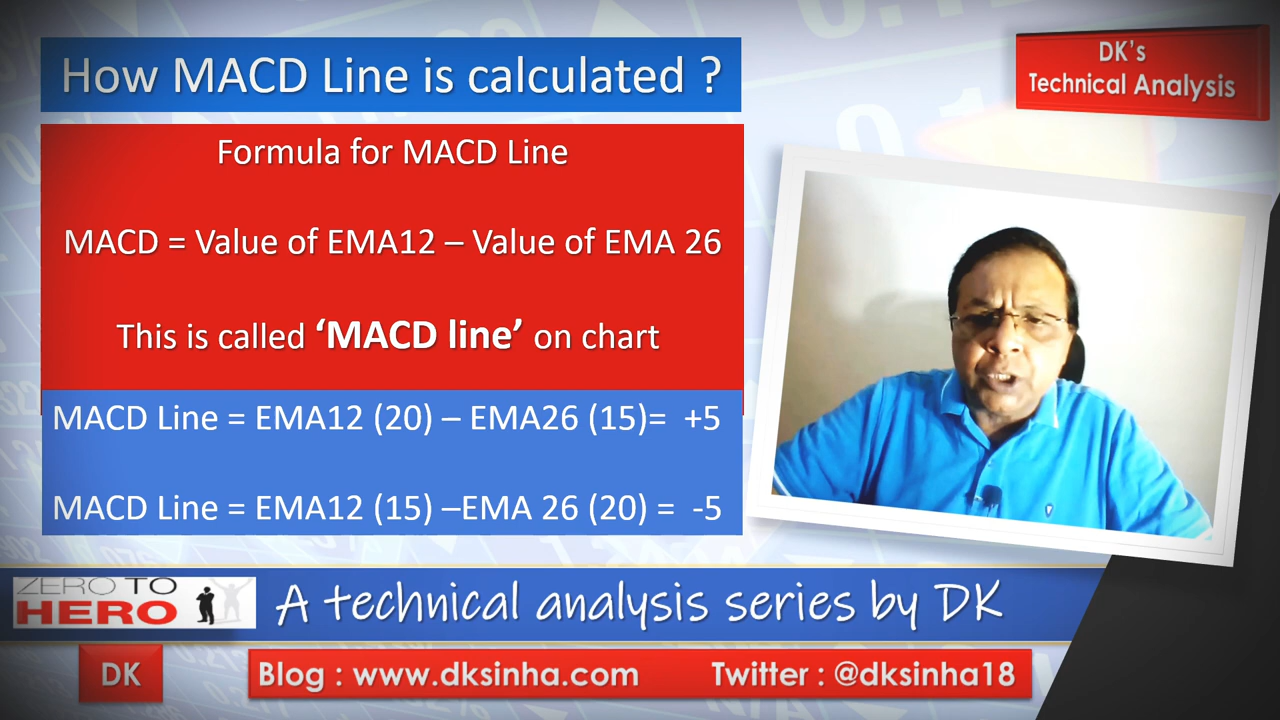 How MACD Line is calculated ?
DK's
Technical Analysis
Formula for MACD Line
MACD = Value of EMA12 – Value of EMA 26
This is called ‘MACD line’ on chart
MACD Line = EMA12 (20) – EMA26 (15)= +5
MACD Line = EMA12 (15) –EMA 26 (20) = -5
ZERO TO
HERO
A technical analysis series by DK
DK
Blog : www.dksinha.com
Twitter : @dksinha18